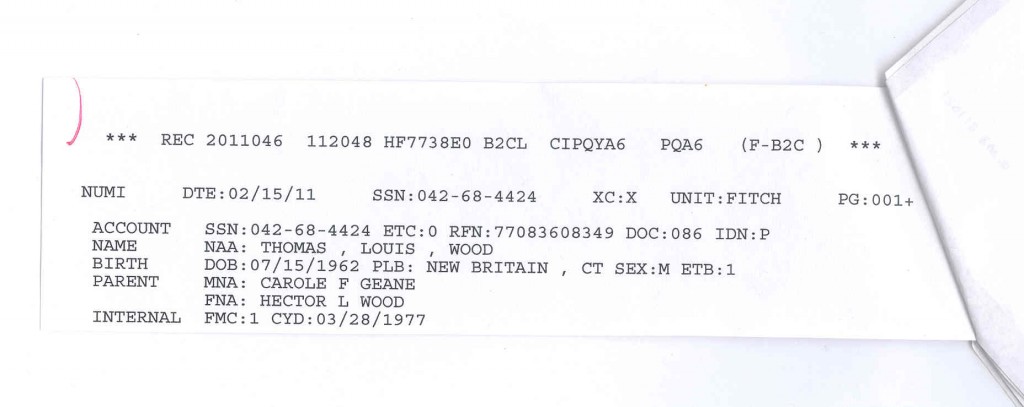 *** REC 2011046 112048 HF7738E0 B2CL CIPQYA6 PQA6 (F-B2C ) ***
NUMI DTE:02/15/11 SSN:042-68-4424 XC:X UNIT:FITCH PG:001+
ACCOUNT SSN:042-68-4424 ETC:0 RFN:77083608349 DOC:086 IDN:P
NAME NAA: THOMAS , LOUIS , WOOD
BIRTH DOB:07/15/1962 PLB: NEW BRITAIN , CT SEX:M ETB:1
PARENT MNA: CAROLE F GEANE
FNA: HECTOR L WOOD
INTERNAL FMC:1 CYD:03/28/1977